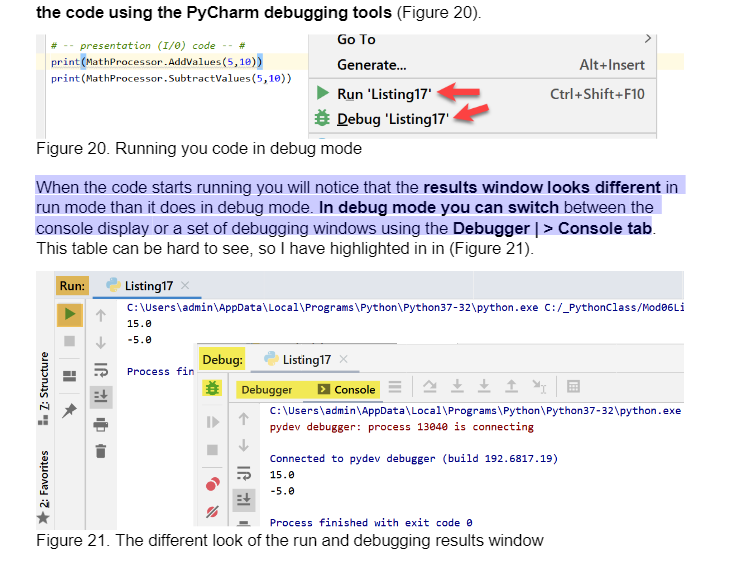 the code using the PyCharm debugging tools (Figure 20).
# -- presentation (I/0) code -- #
print(MathProcessor.AddValues(5,10))
print(MathProcessor.SubtractValues(5,10))
Go To
Generate... Alt+Insert
Run 'Listing17' Ctrl+Shift+F10
Debug 'Listing17'
Figure 20. Running you code in debug mode
When the code starts running you will notice that the results window looks different in
run mode than it does in debug mode. In debug mode you can switch between the
console display or a set of debugging windows using the Debugger | > Console tab.
This table can be hard to see, so I have highlighted in in (Figure 21).
Run: Listing17
C:\Users\admin\AppData\Local\Programs\Python\Python37-32\python.exe C:/_PythonClass/Mod06Li
15.0
-5.0
Process fin
Z: Structure
2: Favorites
Debug: Listing17
Debugger Console
C:\Users\admin\AppData\Local\Programs\Python\Python37-32\python.exe
pydev debugger: process 13040 is connecting
Connected to pydev debugger (build 192.6817.19)
15.0
-5.0
Process finished with exit code 0
Figure 21. The different look of the run and debugging results window